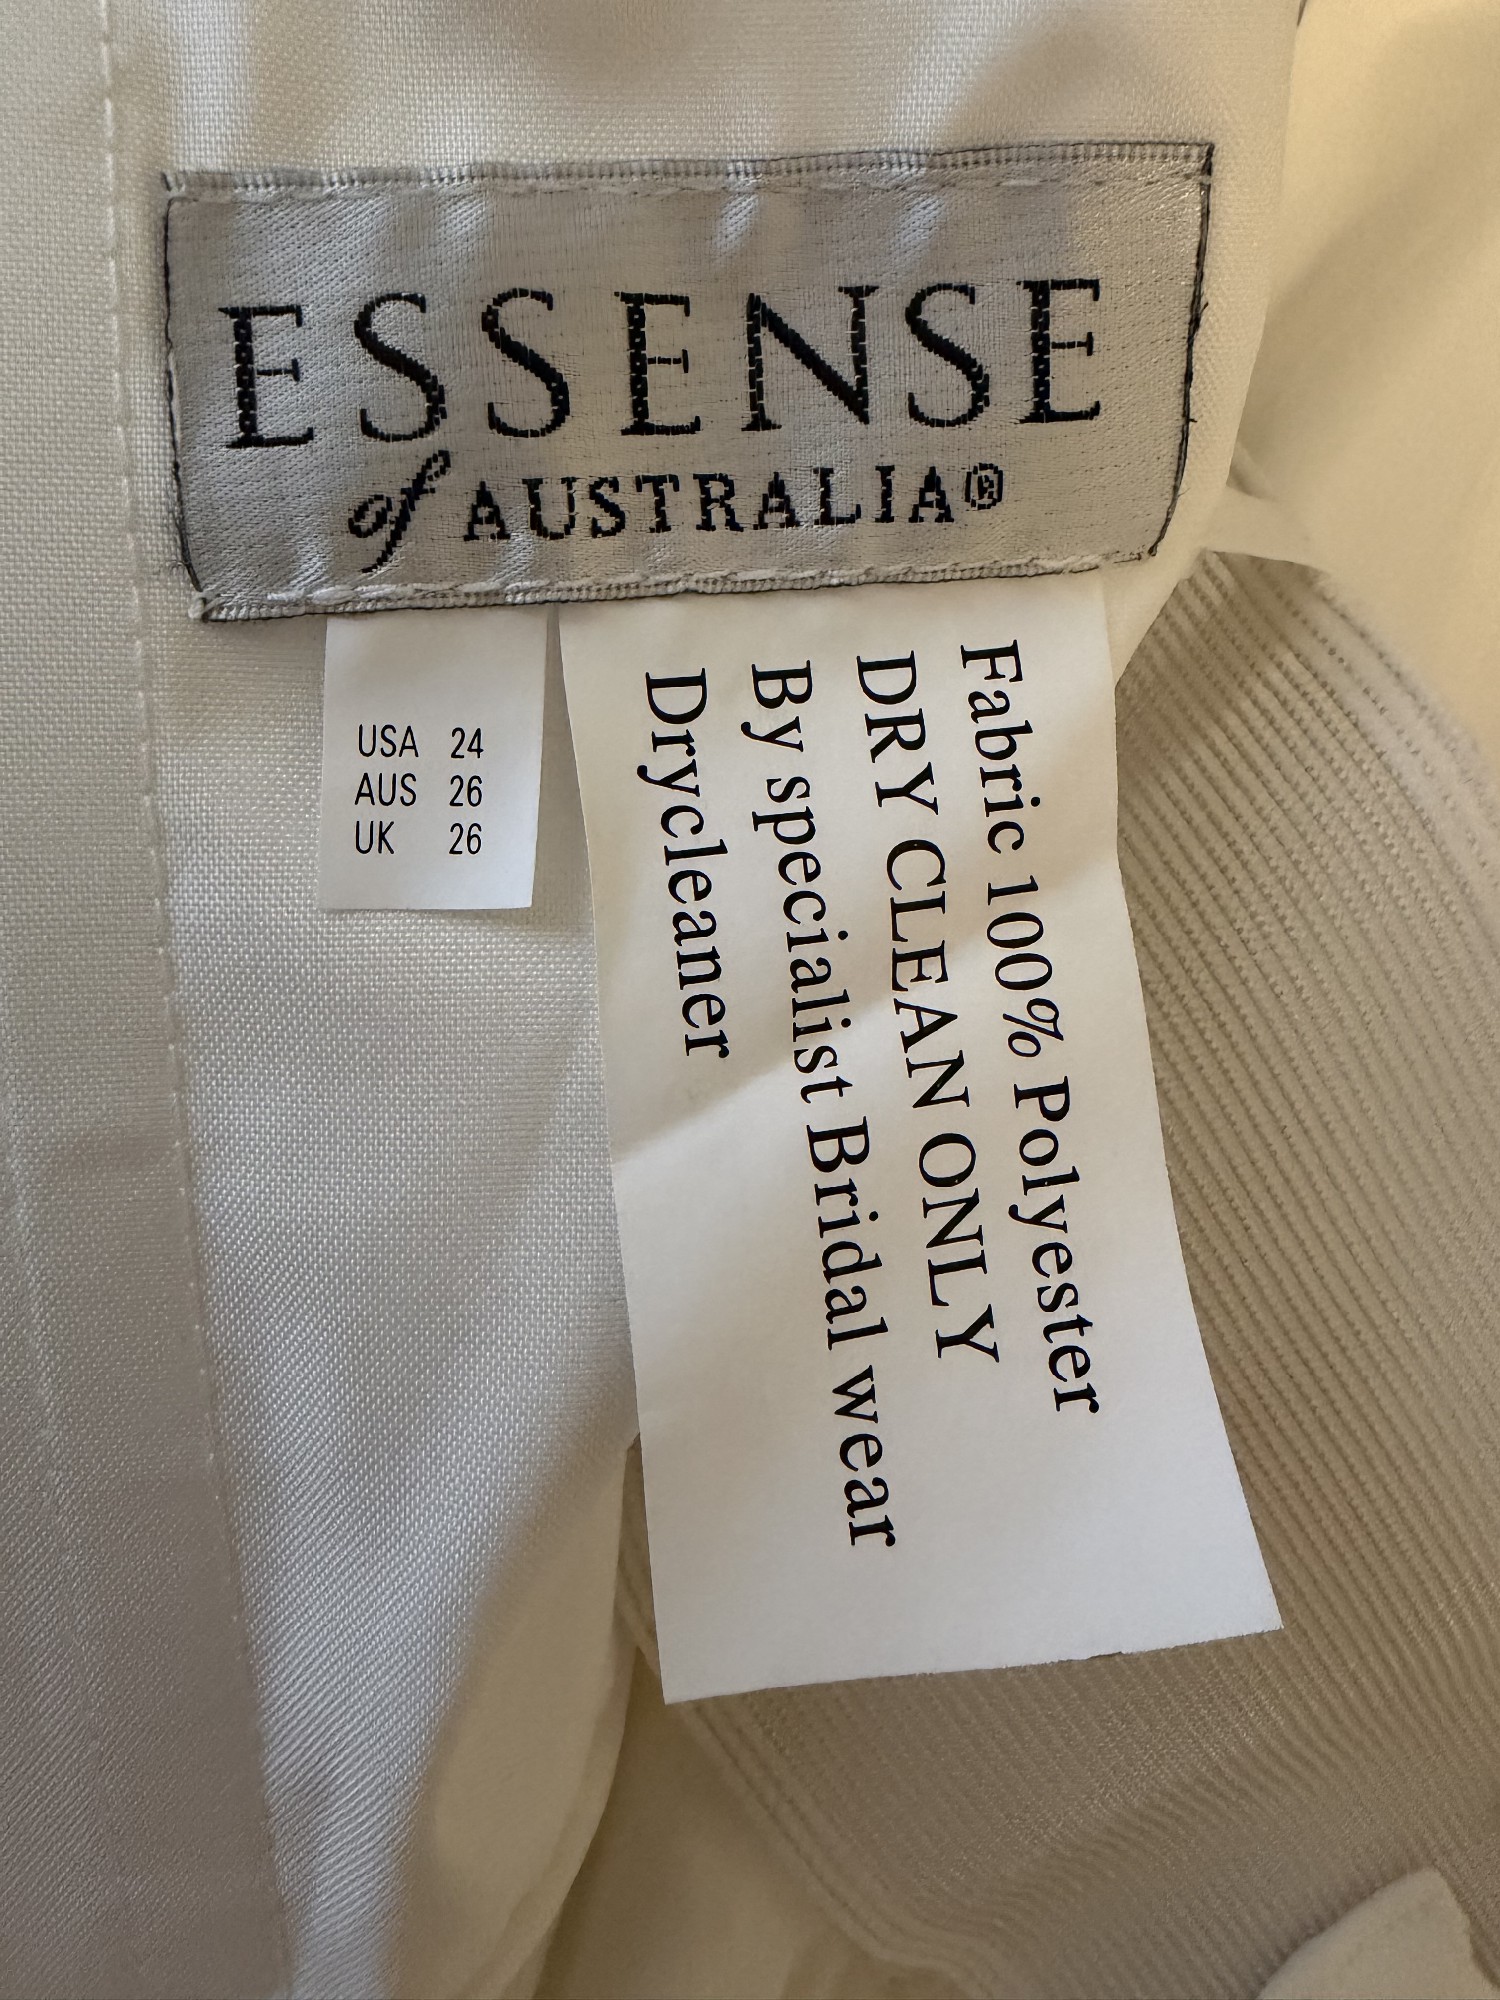 ESSENSE
of AUSTRALIA®
USA 24
AUS 26
UK 26
Fabric 100% Polyester
DRY CLEAN ONLY
By specialist Bridal wear
Drycleaner